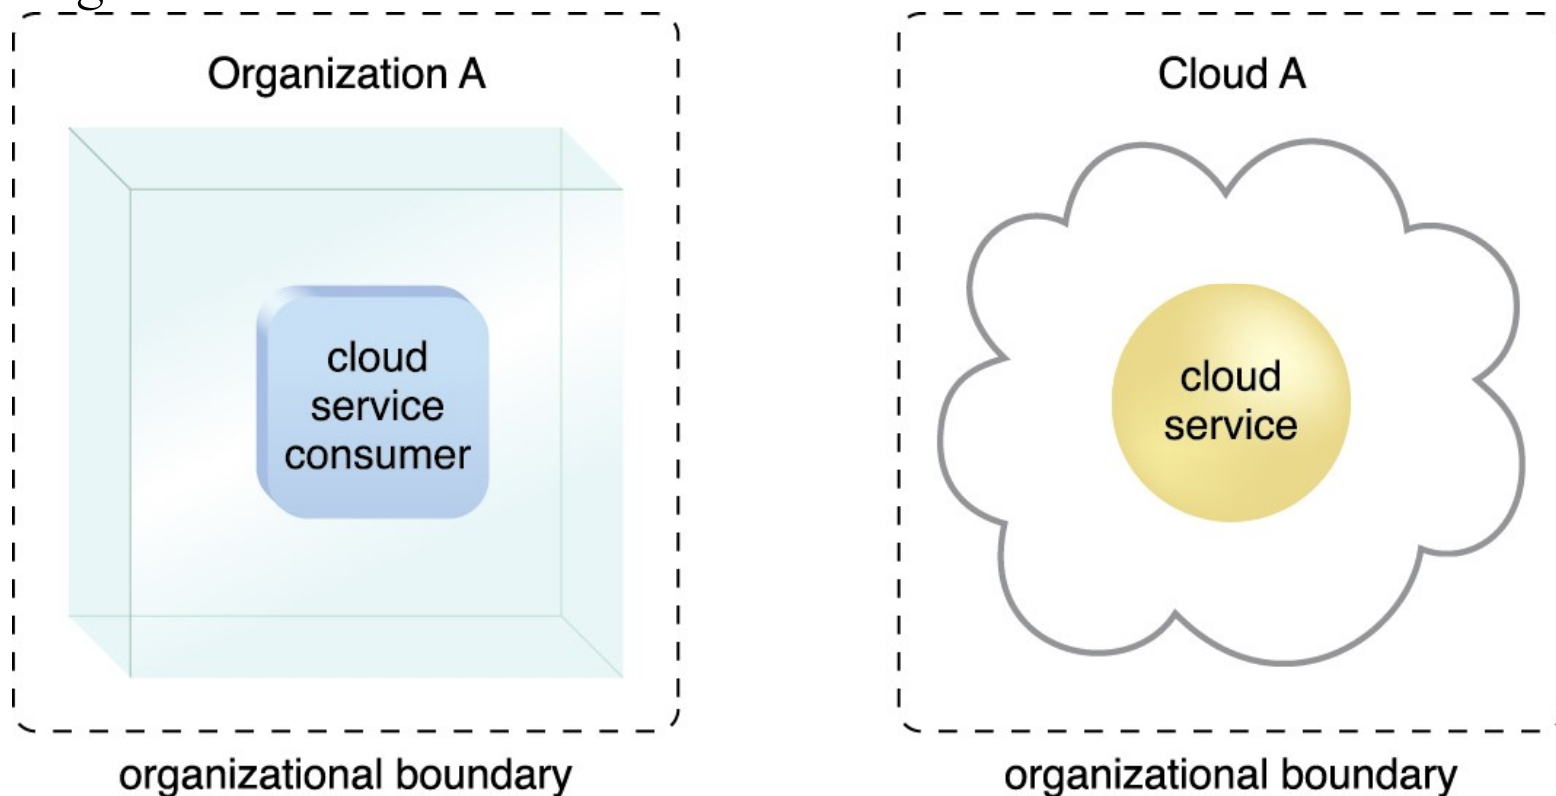 Organization A
cloud
service
consumer
organizational boundary
Cloud A
cloud
service
organizational boundary